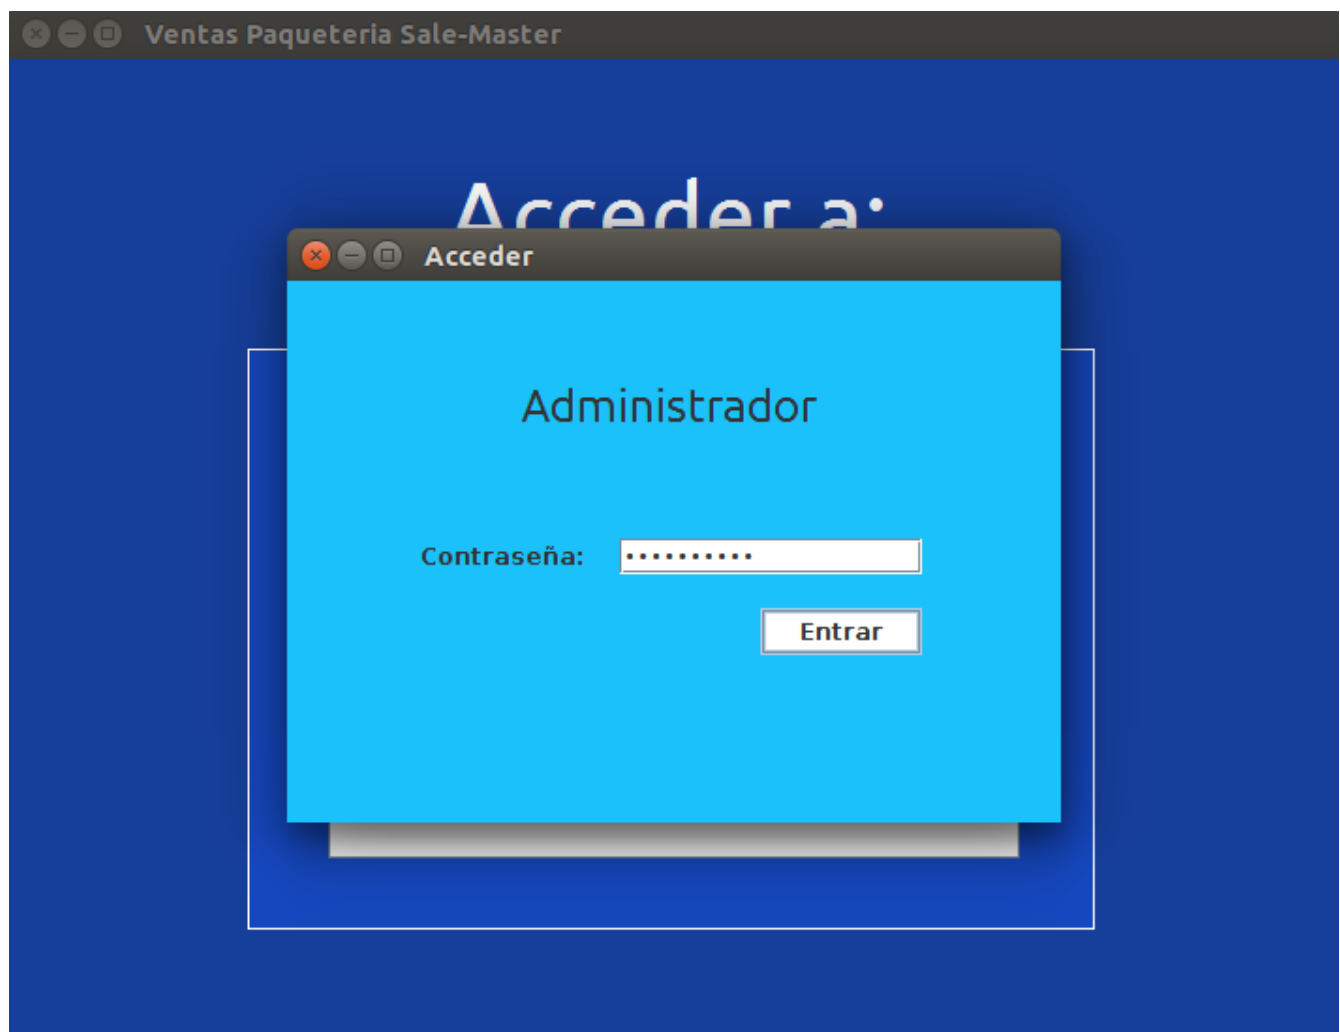 Ventas Paqueteria Sale-Master
Acceder a:
Acceder
Administrador
Contraseña: ••••••••••
Entrar